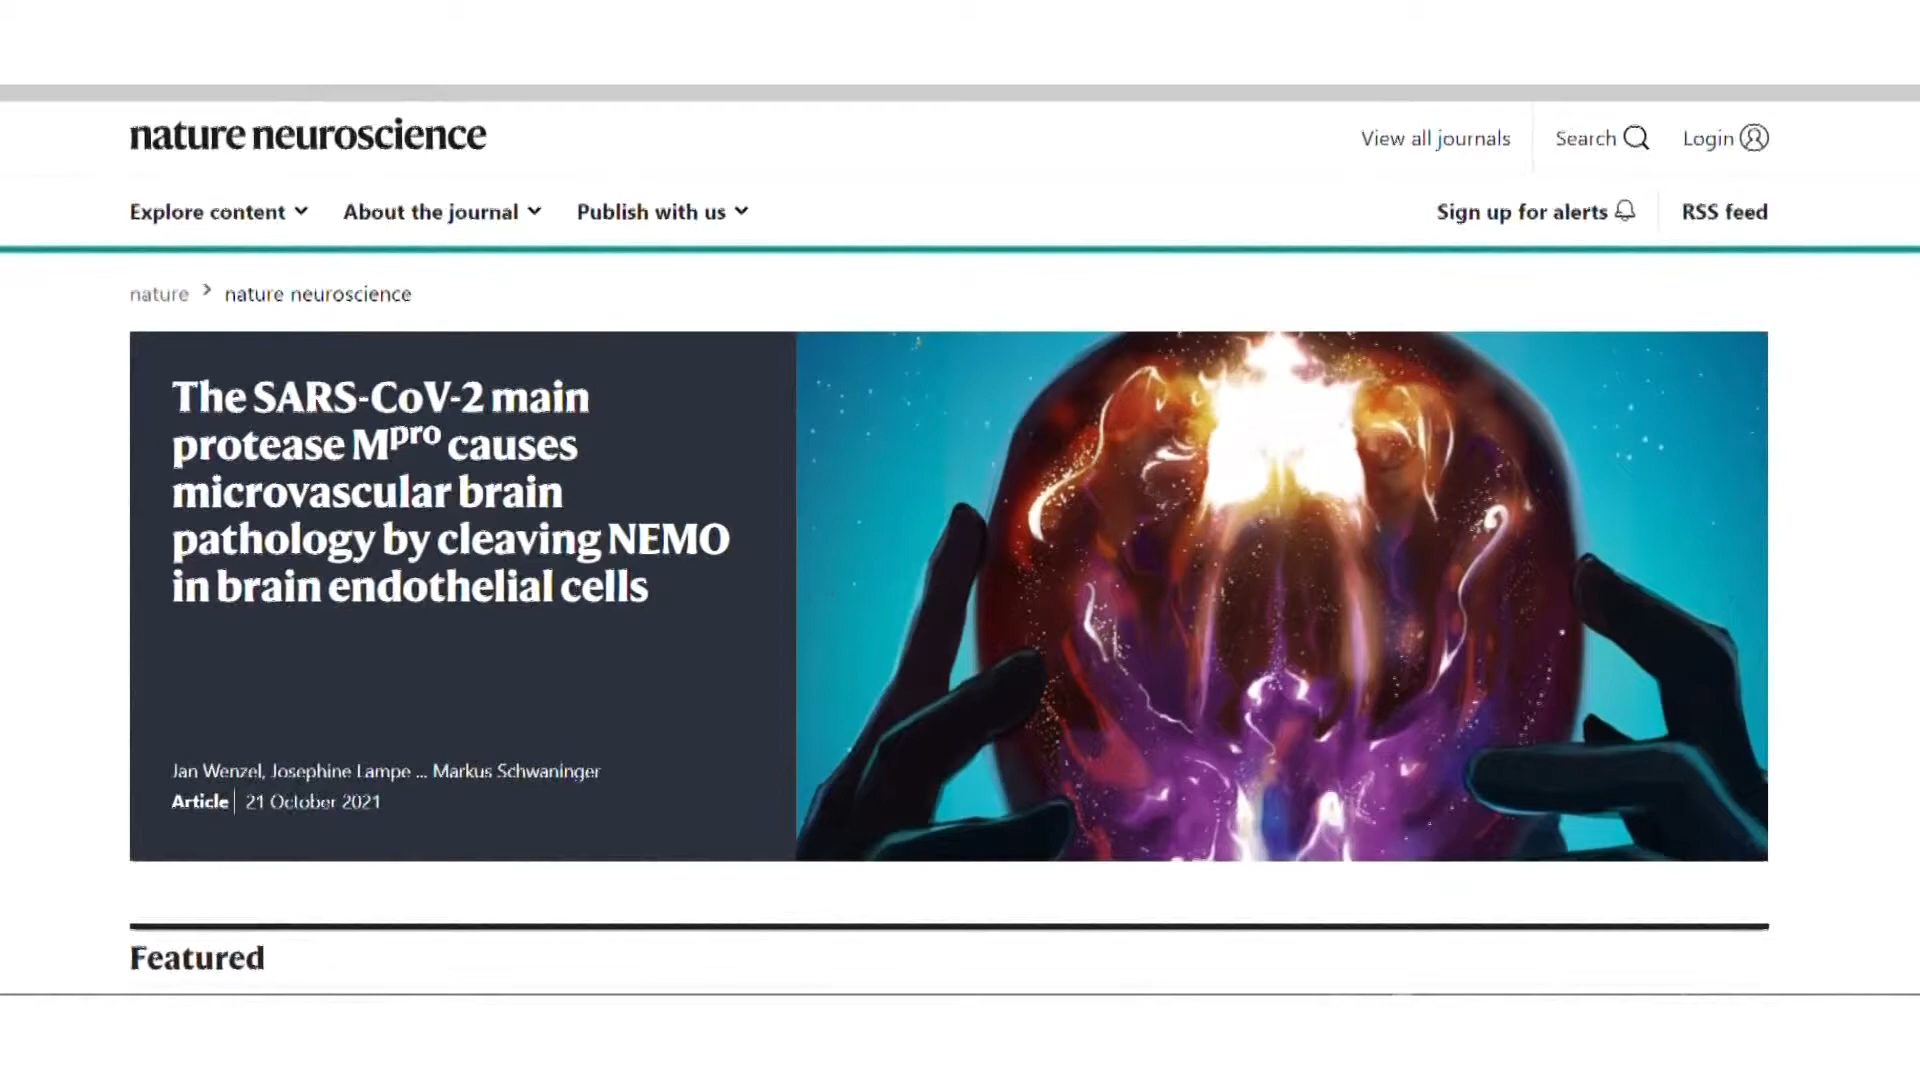 nature neuroscience
View all journals
Search
Login
Explore content
About the journal
Publish with us
Sign up for alerts
RSS feed
nature > nature neuroscience
The SARS-CoV-2 main
protease Mpro causes
microvascular brain
pathology by cleaving NEMO
in brain endothelial cells
Jan Wenzel, Josephine Lampe ... Markus Schwaninger
Article | 21 October 2021
Featured